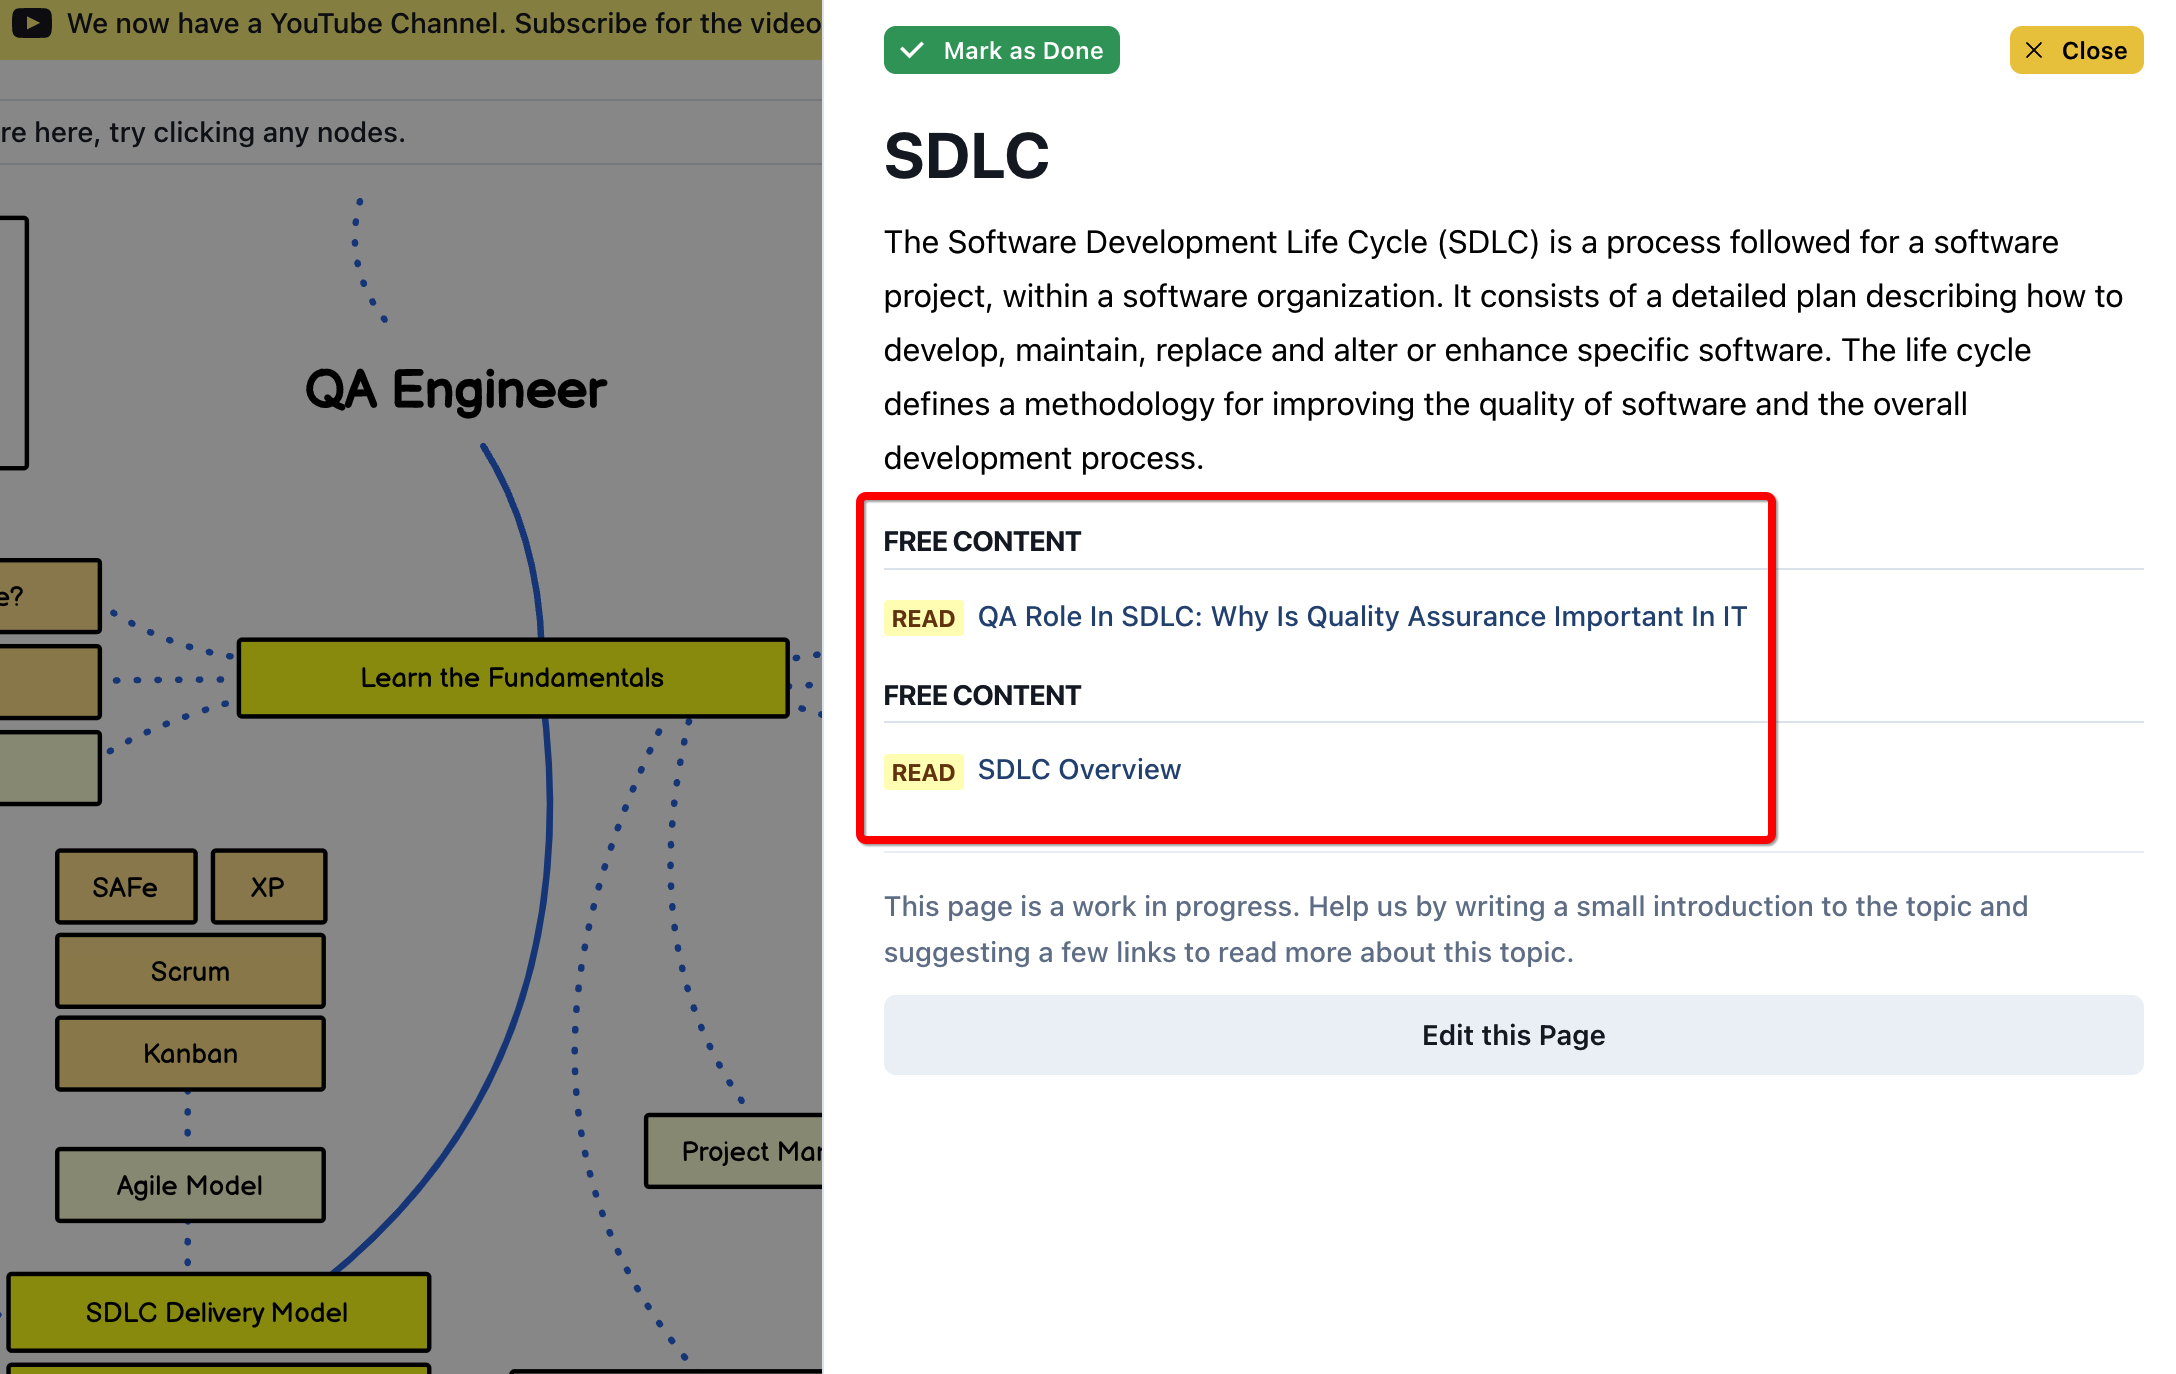 We now have a YouTube Channel. Subscribe for the video
re here, try clicking any nodes.
QA Engineer
e?
Learn the Fundamentals
SAFe
XP
Scrum
Kanban
Agile Model
Project Mar
SDLC Delivery Model
Mark as Done
Close
SDLC
The Software Development Life Cycle (SDLC) is a process followed for a software
project, within a software organization. It consists of a detailed plan describing how to
develop, maintain, replace and alter or enhance specific software. The life cycle
defines a methodology for improving the quality of software and the overall
development process.
FREE CONTENT
READ QA Role In SDLC: Why Is Quality Assurance Important In IT
FREE CONTENT
READ SDLC Overview
This page is a work in progress. Help us by writing a small introduction to the topic and
suggesting a few links to read more about this topic.
Edit this Page